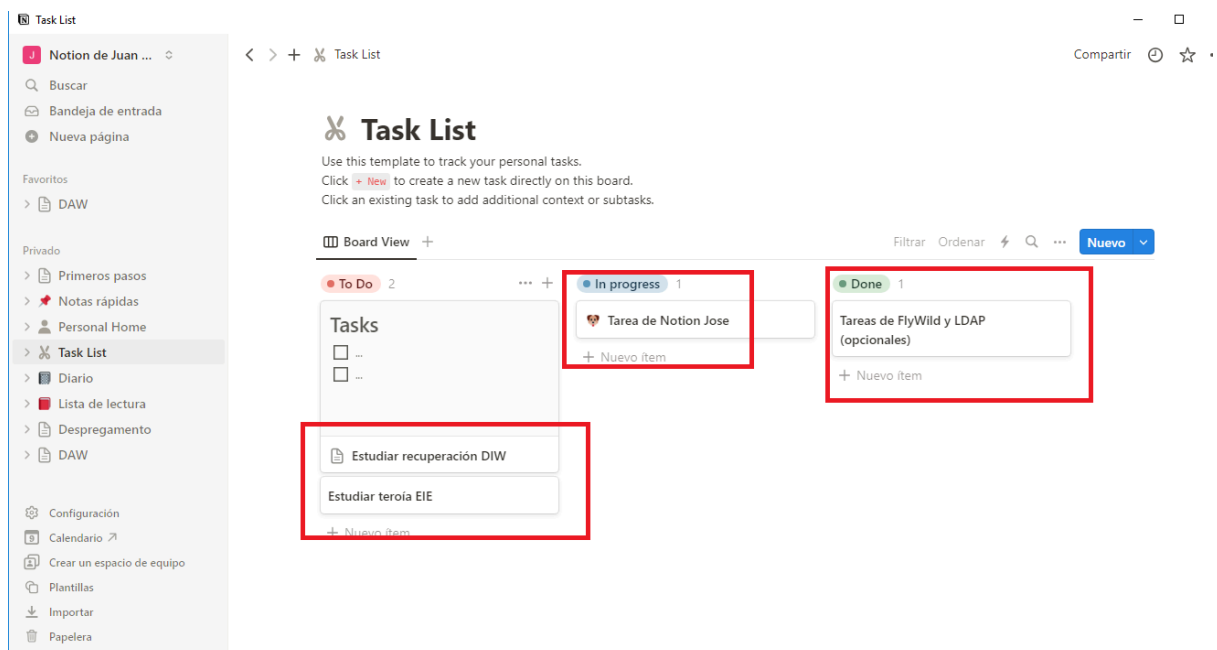 Task List
J Notion de Juan ...
Task List
Compartir
Buscar
Bandeja de entrada
Nueva página
Favoritos
DAW
Privado
Primeros pasos
Notas rápidas
Personal Home
Task List
Diario
Lista de lectura
Despregamento
DAW
Configuración
9 Calendario ↗
Crear un espacio de equipo
Plantillas
Importar
Papelera
Task List
Use this template to track your personal tasks.
Click + New to create a new task directly on this board.
Click an existing task to add additional context or subtasks.
Board View +
Filtrar Ordenar ... Nuevo
To Do 2 ... +
Tasks
...
...
Estudiar recuperación DIW
Estudiar teroía EIE
+ Nuevo ítem
In progress 1
Tarea de Notion Jose
+ Nuevo ítem
Done 1
Tareas de FlyWild y LDAP
(opcionales)
+ Nuevo ítem